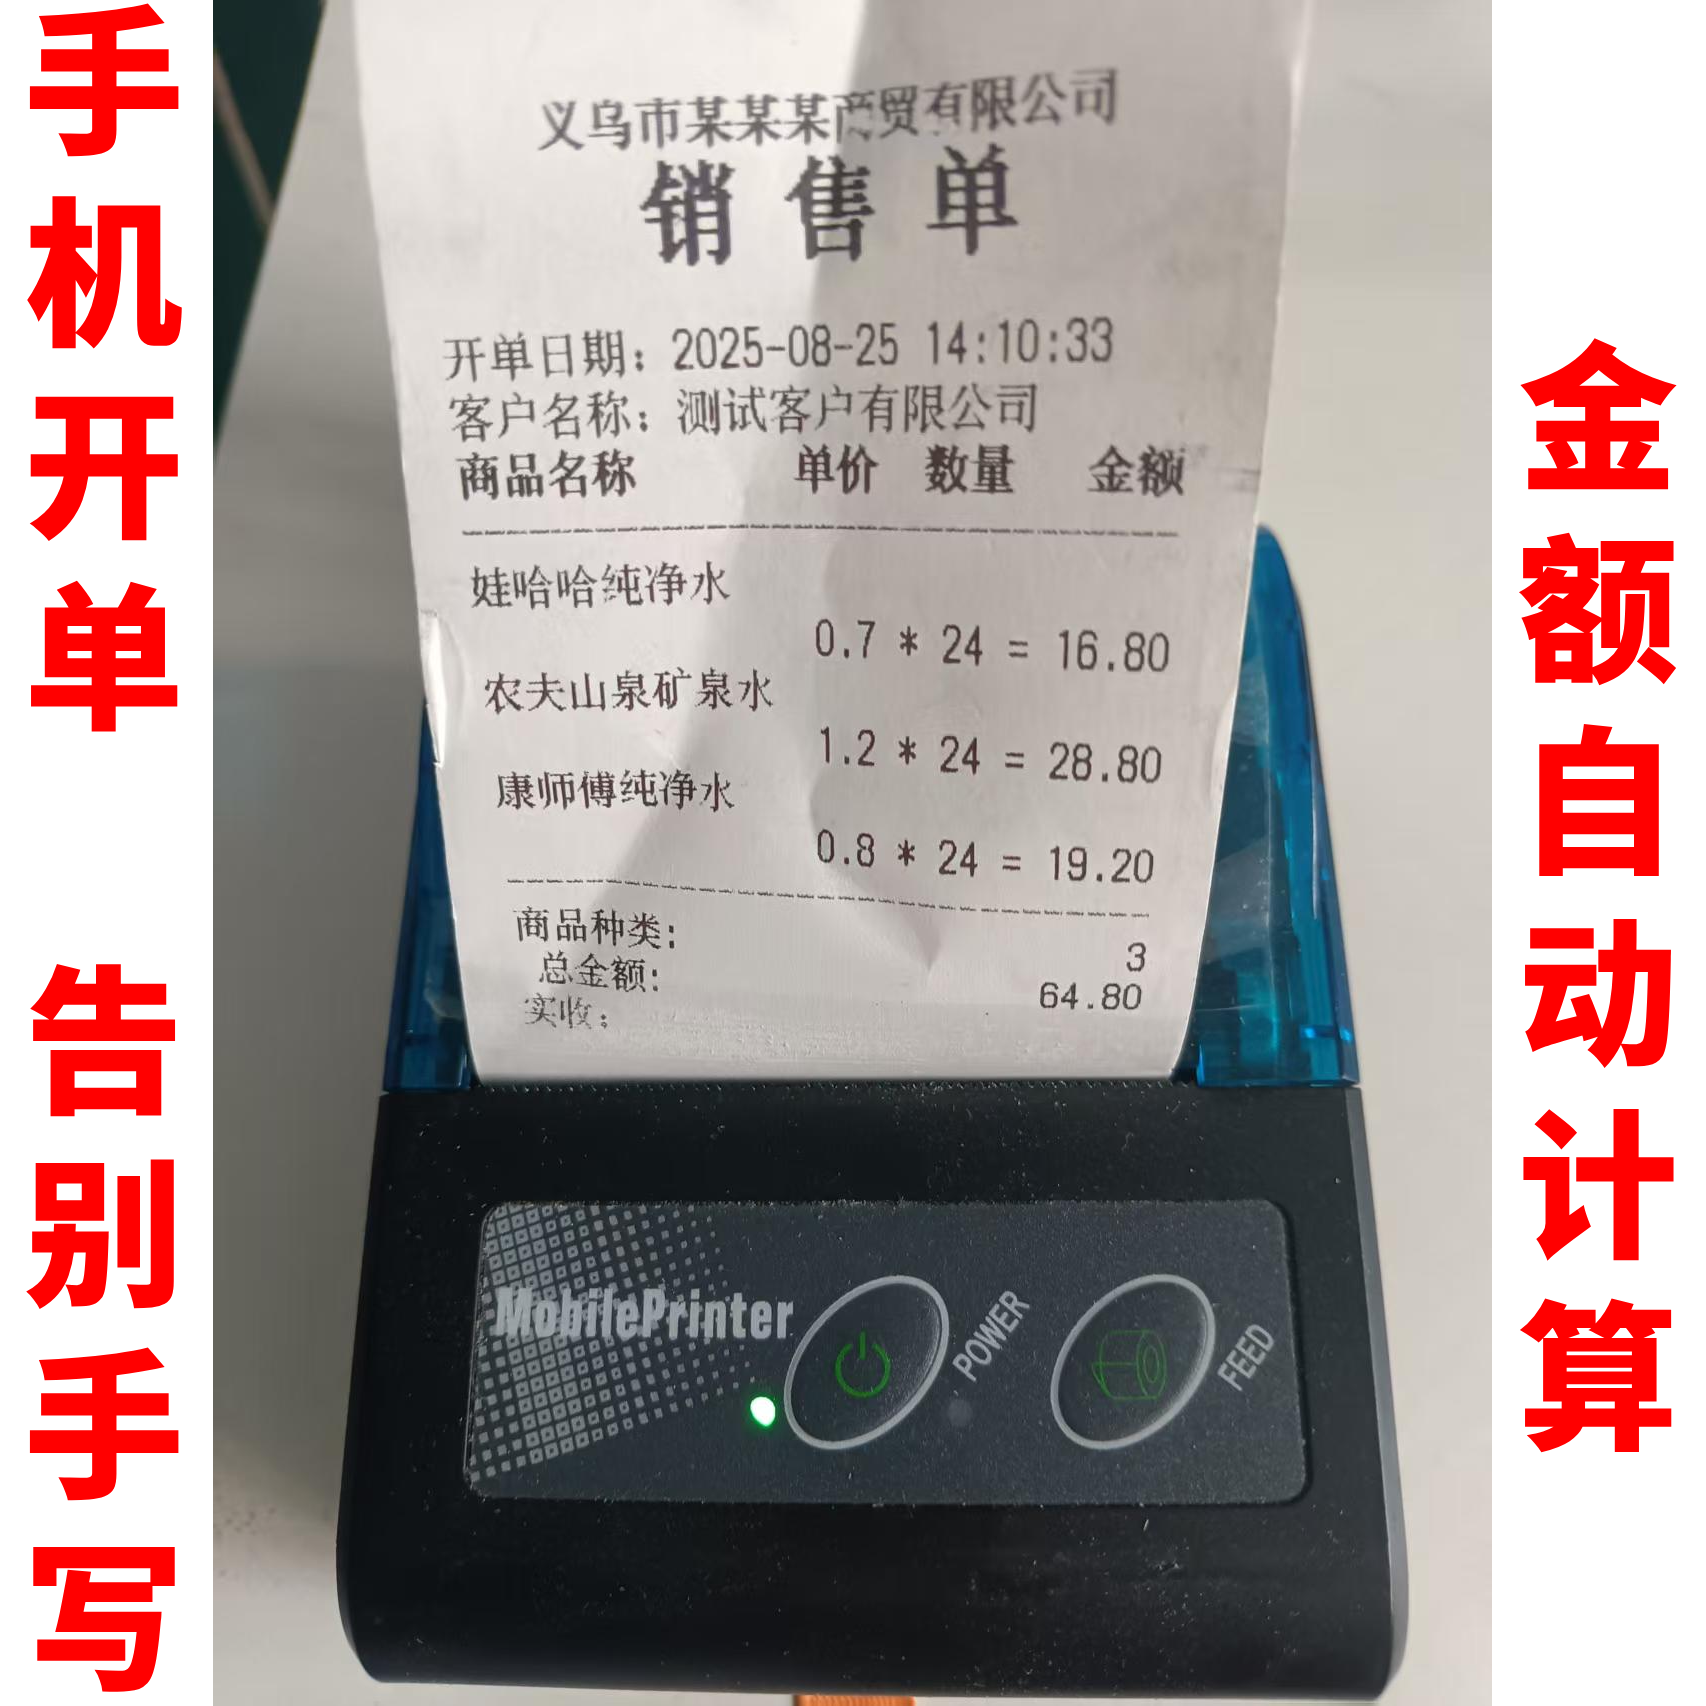 手机开单 告别手写
义乌市某某某商贸有限公司
销售单
开单日期：2025-08-25 14:10:33
客户名称：测试客户有限公司
商品名称 单价 数量 金额
娃哈哈纯净水
0.7 * 24 = 16.80
农夫山泉矿泉水
1.2 * 24 = 28.80
康师傅纯净水
0.8 * 24 = 19.20
商品种类: 3
总金额: 64.80
实收:
MobilePrinter
POWER
FEED
金额自动计算